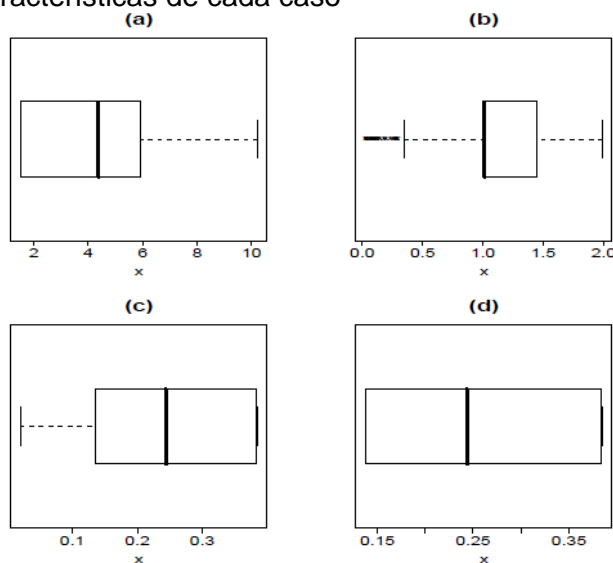 racterísticas de cada caso
(a)
2 4 6 8 10
x
(b)
0.0 0.5 1.0 1.5 2.0
x
(c)
0.1 0.2 0.3
x
(d)
0.15 0.25 0.35
x